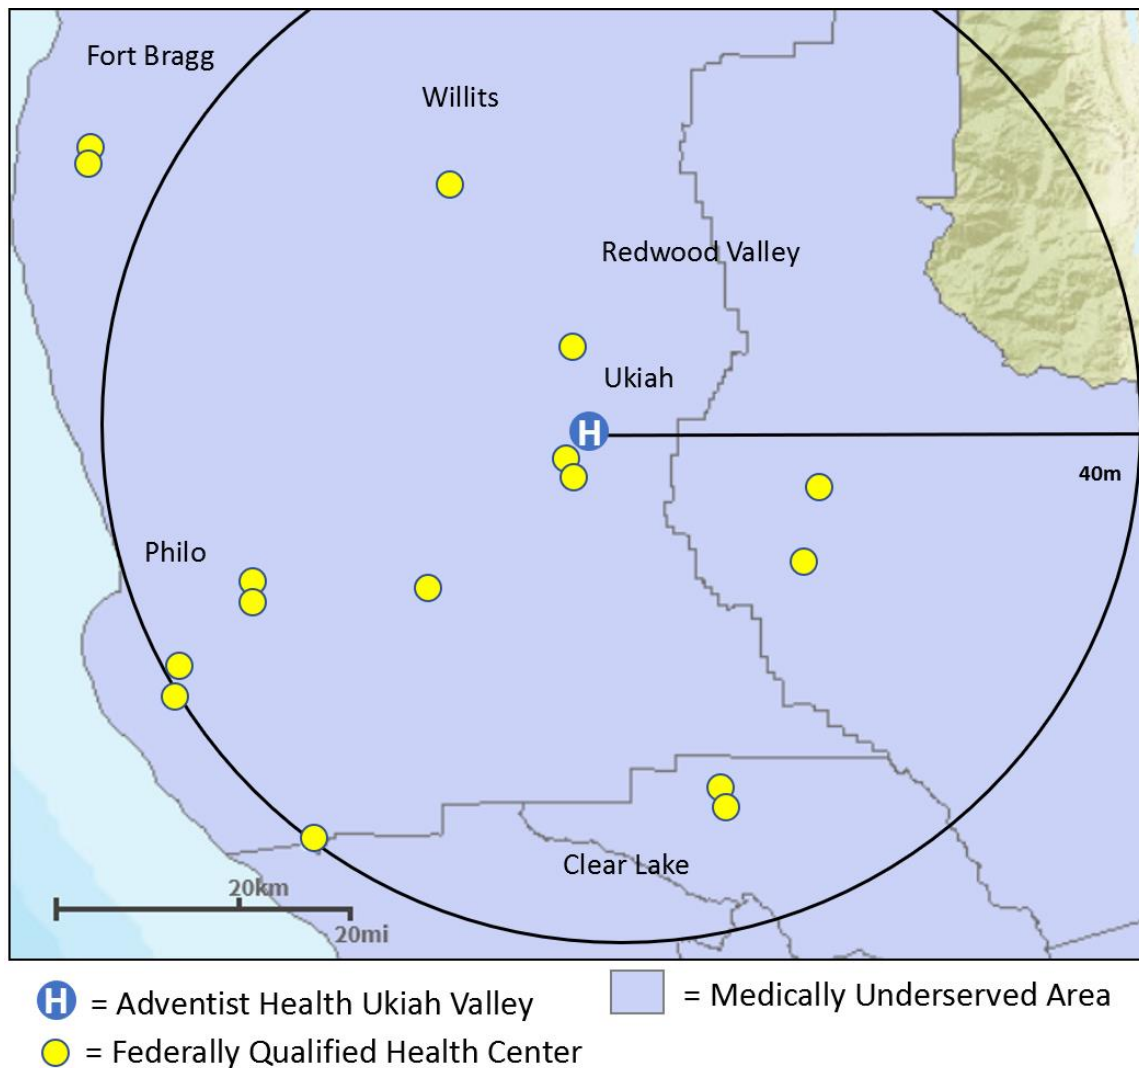 Fort Bragg
Willits
Redwood Valley
Ukiah
H
40m
Philo
Clear Lake
20km
20mi
H = Adventist Health Ukiah Valley
= Medically Underserved Area
= Federally Qualified Health Center